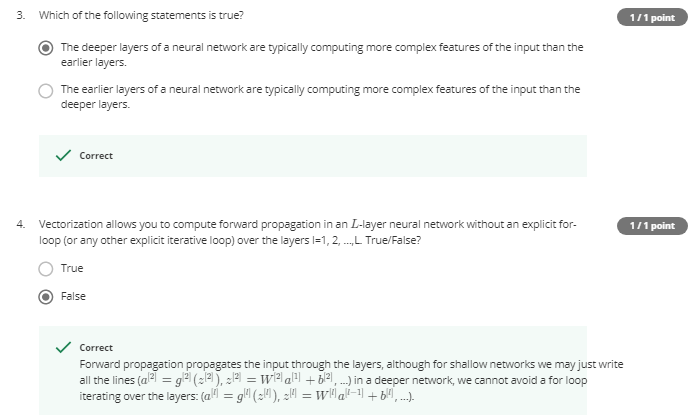 3. Which of the following statements is true?
1 / 1 point
The deeper layers of a neural network are typically computing more complex features of the input than the
earlier layers.
The earlier layers of a neural network are typically computing more complex features of the input than the
deeper layers.
Correct
4. Vectorization allows you to compute forward propagation in an L-layer neural network without an explicit for-
loop (or any other explicit iterative loop) over the layers l=1, 2, ...,L. True/False?
1 / 1 point
True
False
Correct
Forward propagation propagates the input through the layers, although for shallow networks we may just write
all the lines (a^[2] = g^[2](z^[2]), z^[2] = W^[2]a^[1] + b^[2], ...) in a deeper network, we cannot avoid a for loop
iterating over the layers: (a^[l] = g^[l](z^[l]), z^[l] = W^[l]a^[l−1] + b^[l], ...).